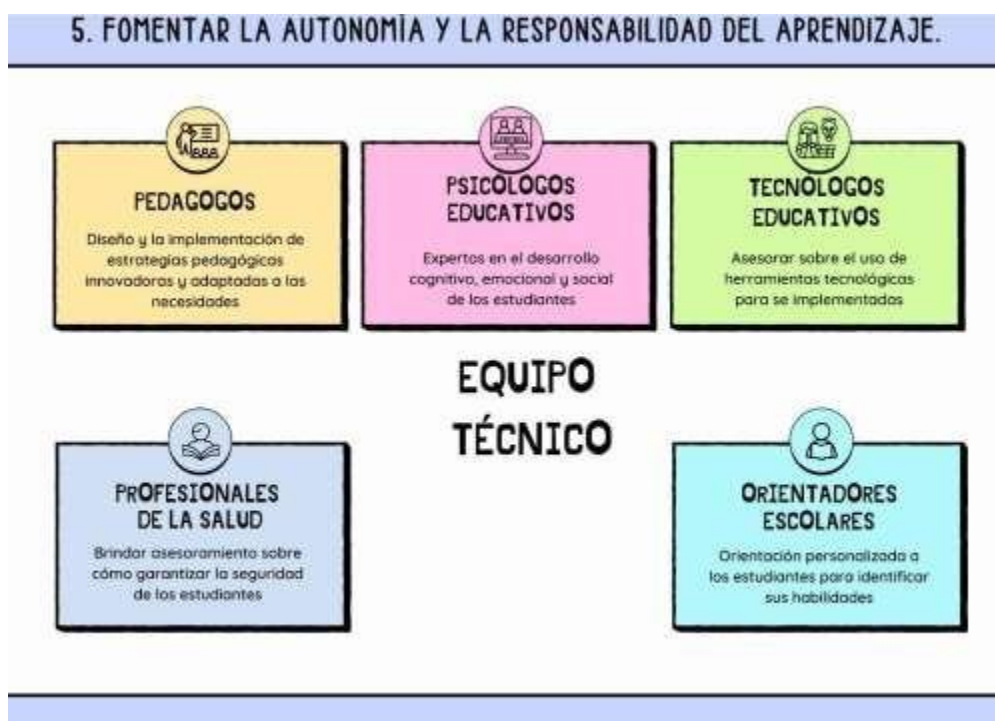 5. FOMENTAR LA AUTONOMÌA Y LA RESPONSABILIDAD DEL APRENDIZAJE.
PEDAGOGOS
Diseño y la implementación de
estrategias pedagógicas
innovadoras y adaptadas a las
necesidades
PSICÓLOGOS
EDUCATIVOS
Expertos en el desarrollo
cognitivo, emocional y social
de los estudiantes
TECNÓLOGOS
EDUCATIVOS
Asesorar sobre el uso de
herramientas tecnológicas
para se implementadas
EQUIPO
TÉCNICO
PROFESIONALES
DE LA SALUD
Brindar asesoramiento sobre
cómo garantizar la seguridad
de los estudiantes
ORIENTADORES
ESCOLARES
Orientación personalizada a
los estudiantes para identificar
sus habilidades